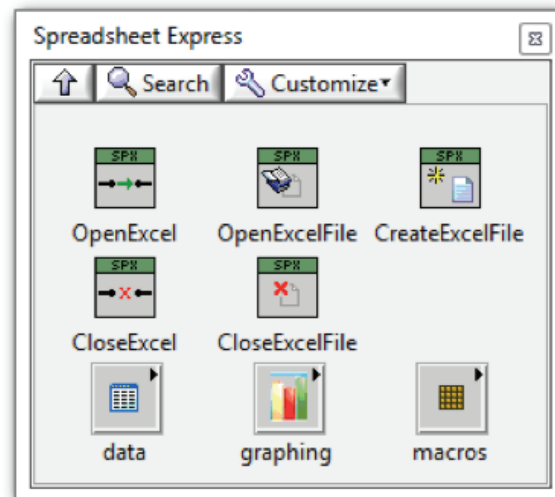 Spreadsheet Express
Search Customize
SPX SPX SPX
OpenExcel OpenExcelFile CreateExcelFile
SPX SPX
CloseExcel CloseExcelFile
data graphing macros